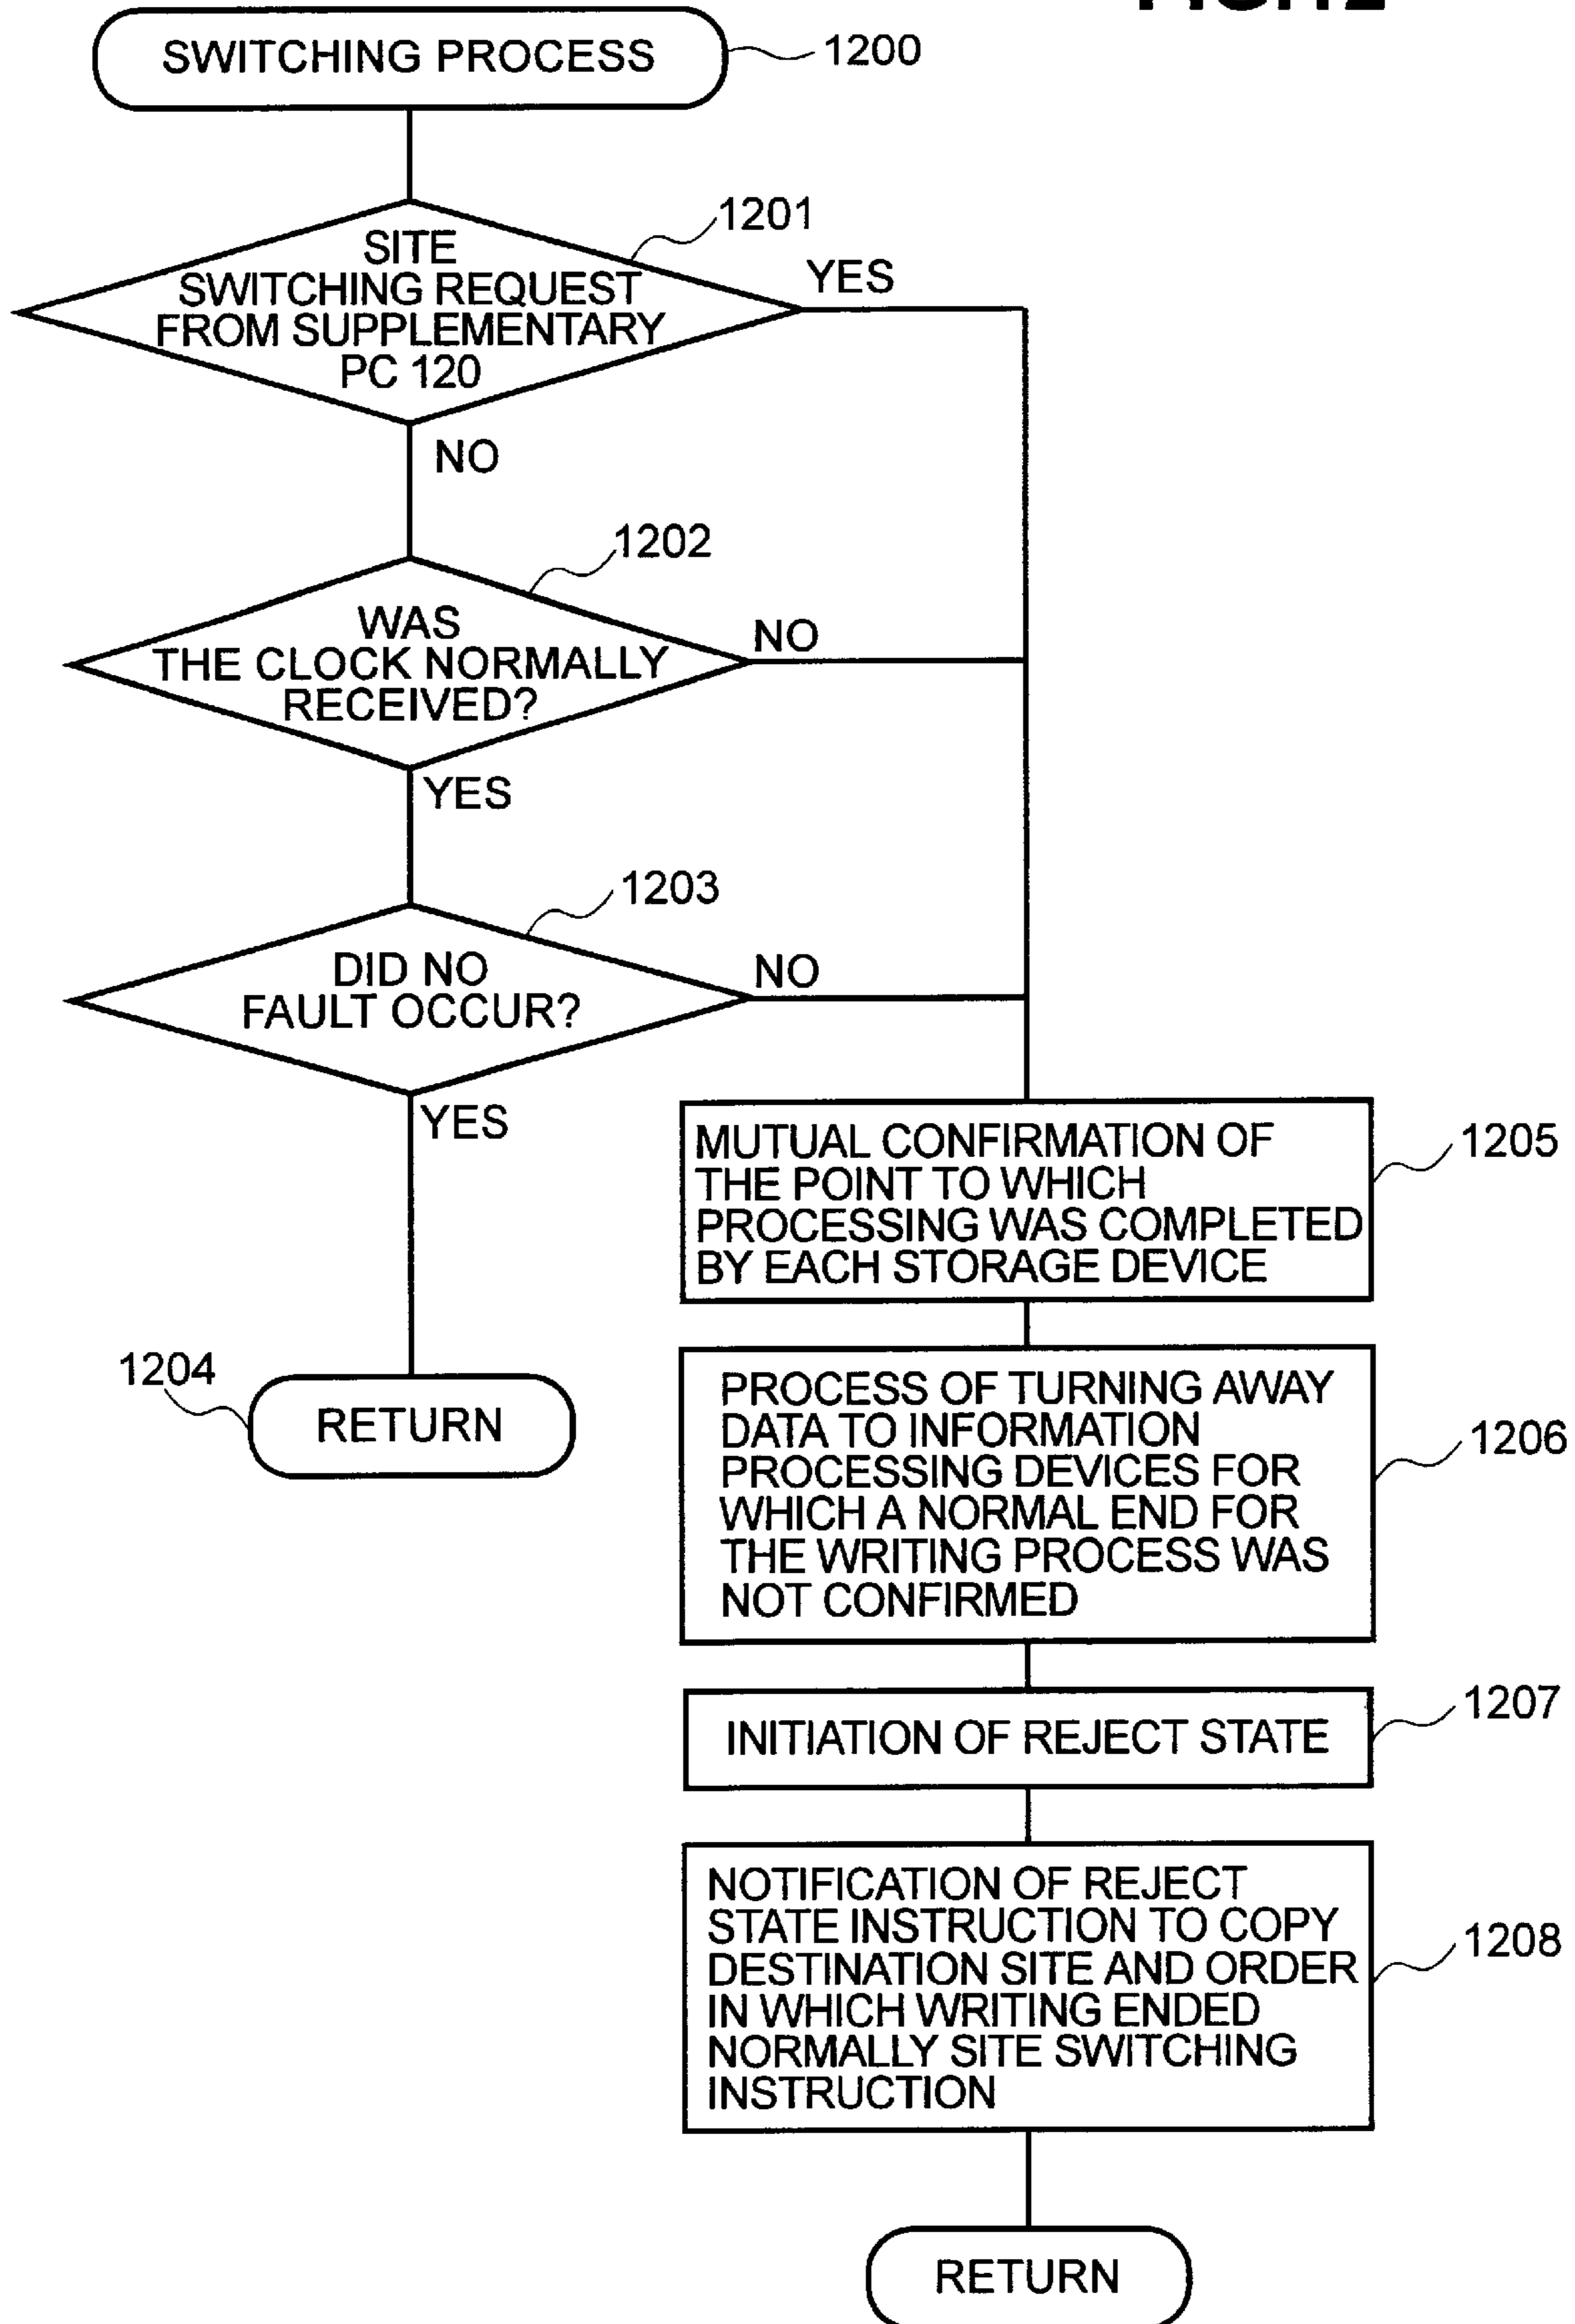 SWITCHING PROCESS
1200
1201
SITE
SWITCHING REQUEST
FROM SUPPLEMENTARY
PC 120
YES
NO
1202
WAS
THE CLOCK NORMALLY
RECEIVED?
NO
YES
1203
DID NO
FAULT OCCUR?
NO
YES
1204
RETURN
MUTUAL CONFIRMATION OF
THE POINT TO WHICH
PROCESSING WAS COMPLETED
BY EACH STORAGE DEVICE
1205
PROCESS OF TURNING AWAY
DATA TO INFORMATION
PROCESSING DEVICES FOR
WHICH A NORMAL END FOR
THE WRITING PROCESS WAS
NOT CONFIRMED
1206
INITIATION OF REJECT STATE
1207
NOTIFICATION OF REJECT
STATE INSTRUCTION TO COPY
DESTINATION SITE AND ORDER
IN WHICH WRITING ENDED
NORMALLY SITE SWITCHING
INSTRUCTION
1208
RETURN